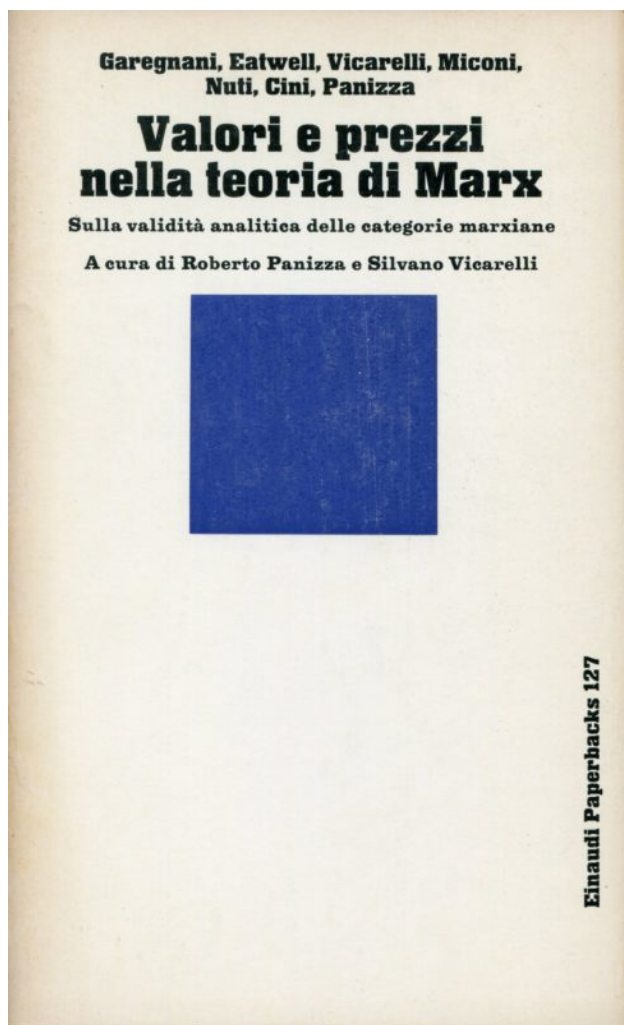 Garegnani, Eatwell, Vicarelli, Miconi,
Nuti, Cini, Panizza
Valori e prezzi
nella teoria di Marx
Sulla validità analitica delle categorie marxiane
A cura di Roberto Panizza e Silvano Vicarelli
Einaudi Paperbacks 127